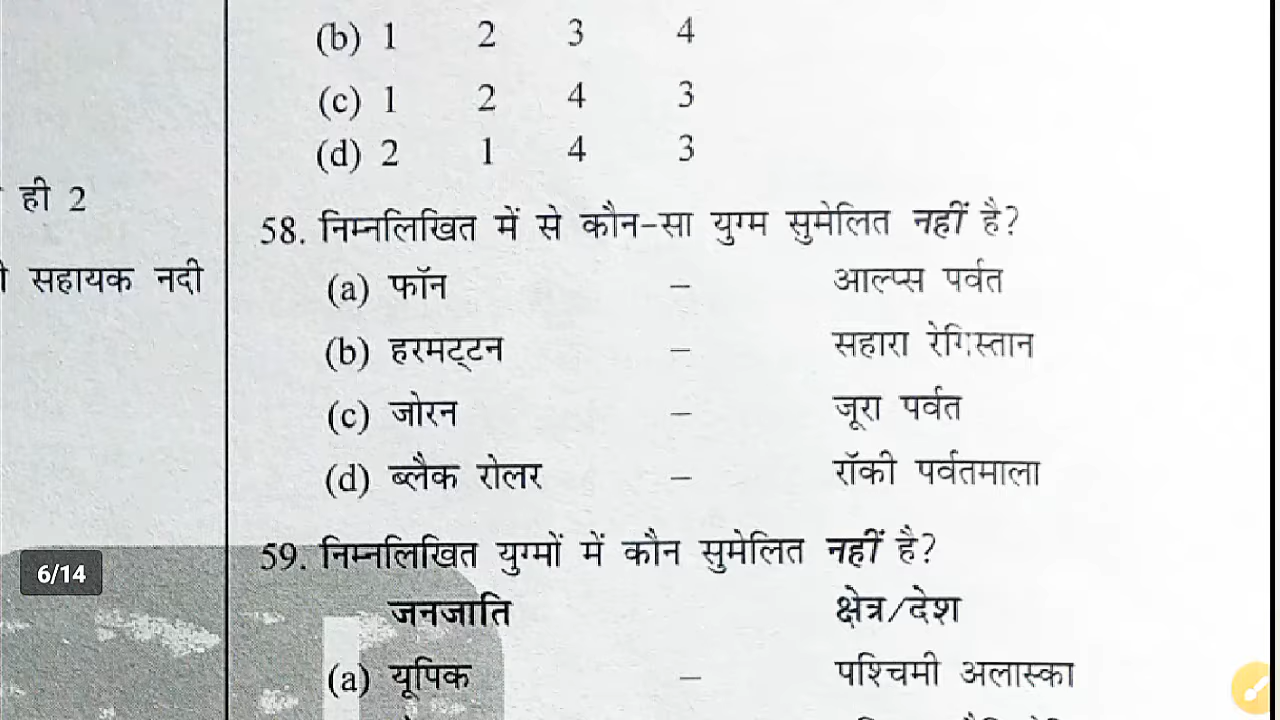 (b) 1 2 3 4
(c) 1 2 4 3
(d) 2 1 4 3
ही 2
सहायक नदी
58. निम्नलिखित में से कौन-सा युग्म सुमेलित नहीं है?
(a) फॉन – आल्प्स पर्वत
(b) हरमट्टन – सहारा रेगिस्तान
(c) जोरन – जूरा पर्वत
(d) ब्लैक रोलर – रॉकी पर्वतमाला
59. निम्नलिखित युग्मों में कौन सुमेलित नहीं है?
जनजाति क्षेत्र/देश
(a) यूपिक – पश्चिमी अलास्का
6/14